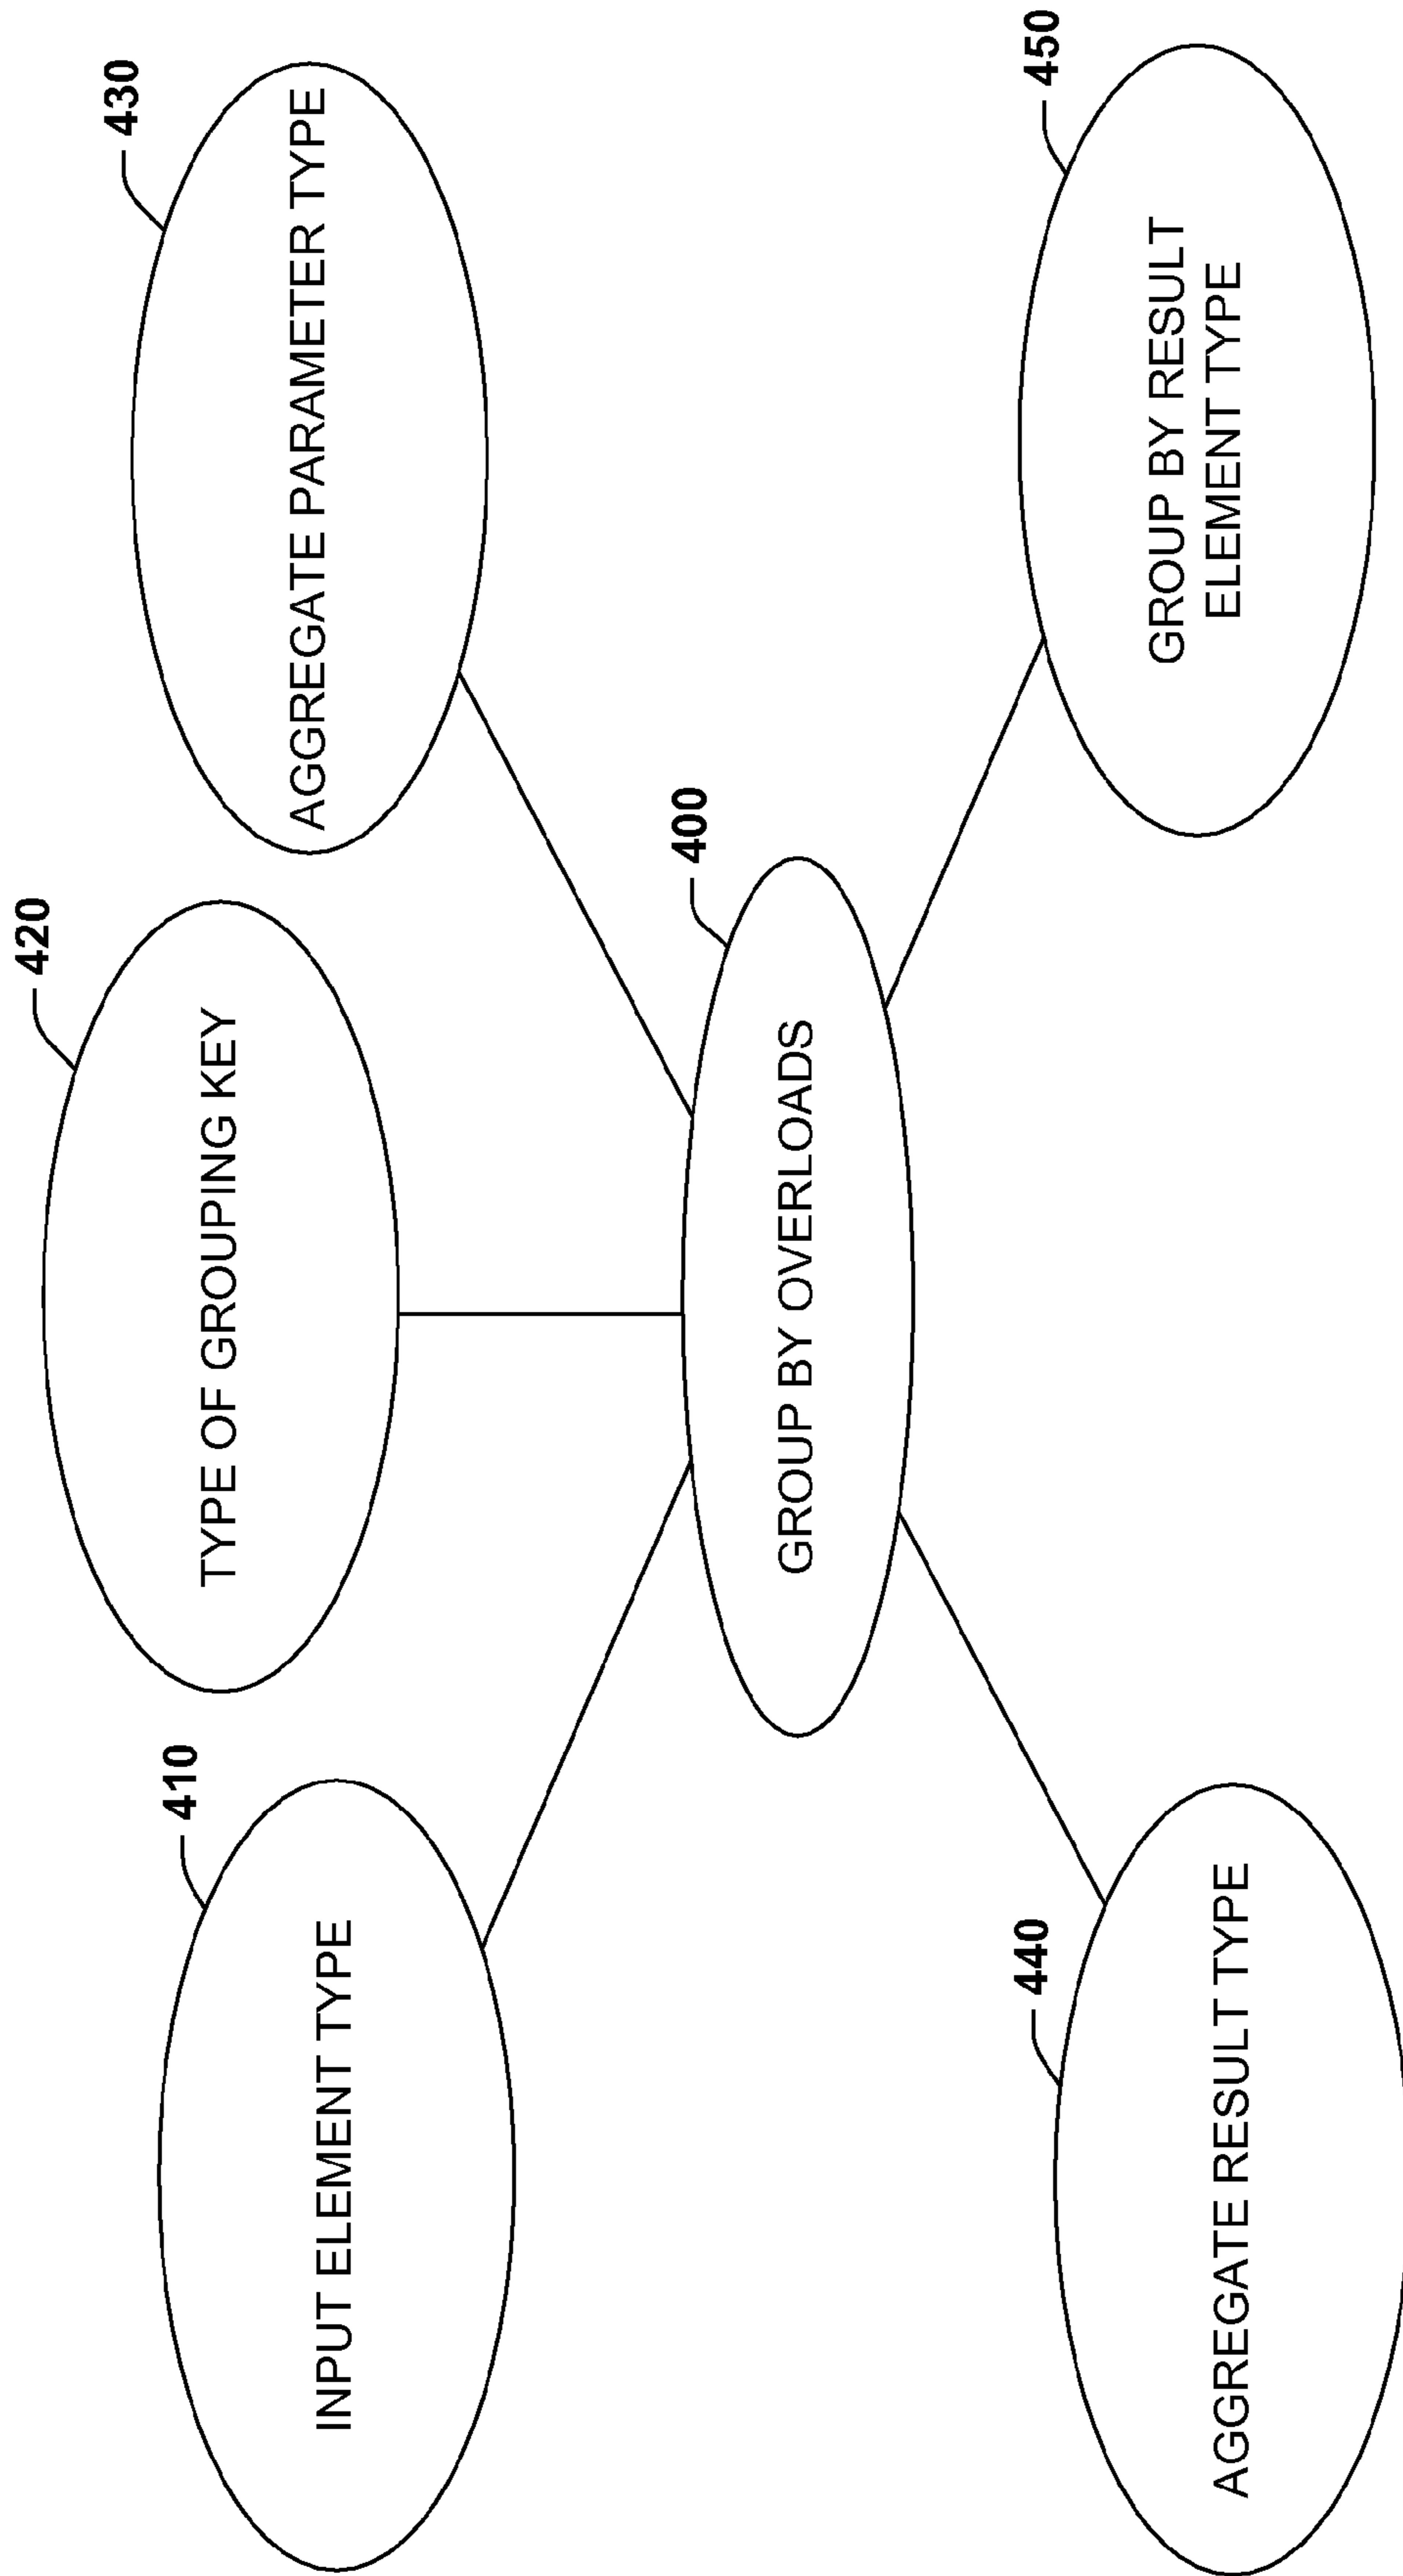 420
TYPE OF GROUPING KEY
410
INPUT ELEMENT TYPE
430
AGGREGATE PARAMETER TYPE
400
GROUP BY OVERLOADS
440
AGGREGATE RESULT TYPE
450
GROUP BY RESULT
ELEMENT TYPE